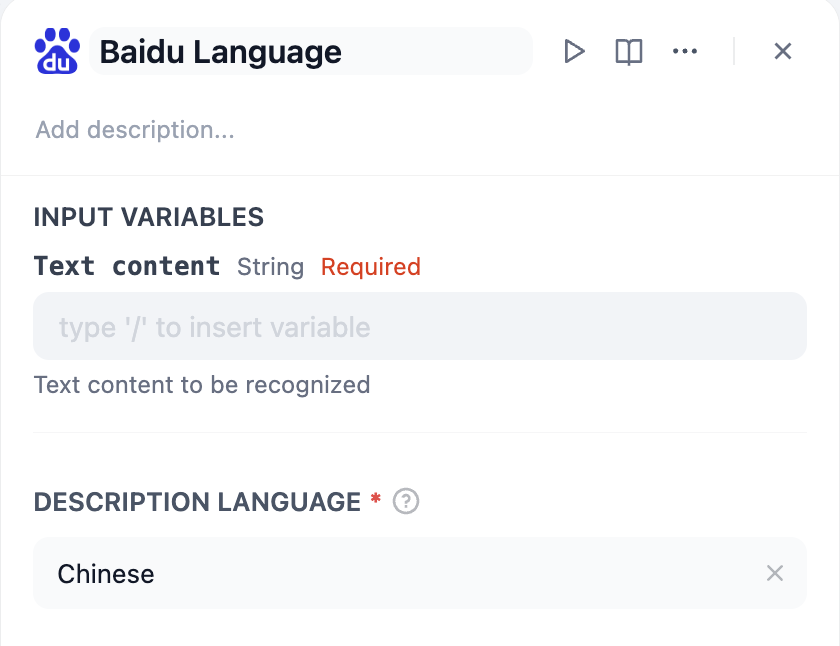 du
Baidu Language
Add description...
INPUT VARIABLES
Text content String Required
type '/' to insert variable
Text content to be recognized
DESCRIPTION LANGUAGE * ?
Chinese